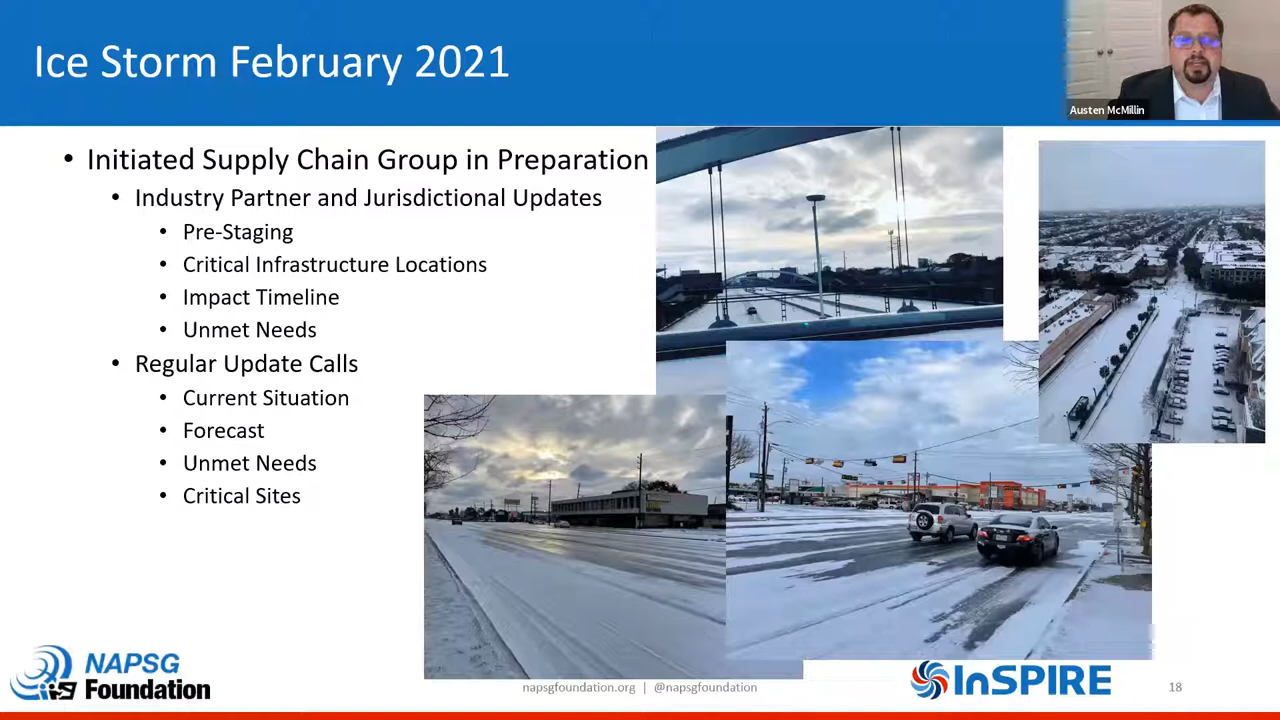 Ice Storm February 2021
Austen McMillin
• Initiated Supply Chain Group in Preparation
• Industry Partner and Jurisdictional Updates
• Pre-Staging
• Critical Infrastructure Locations
• Impact Timeline
• Unmet Needs
• Regular Update Calls
• Current Situation
• Forecast
• Unmet Needs
• Critical Sites
NAPSG
Foundation
napsgfoundation.org | @napsgfoundation
InSPIRE
18